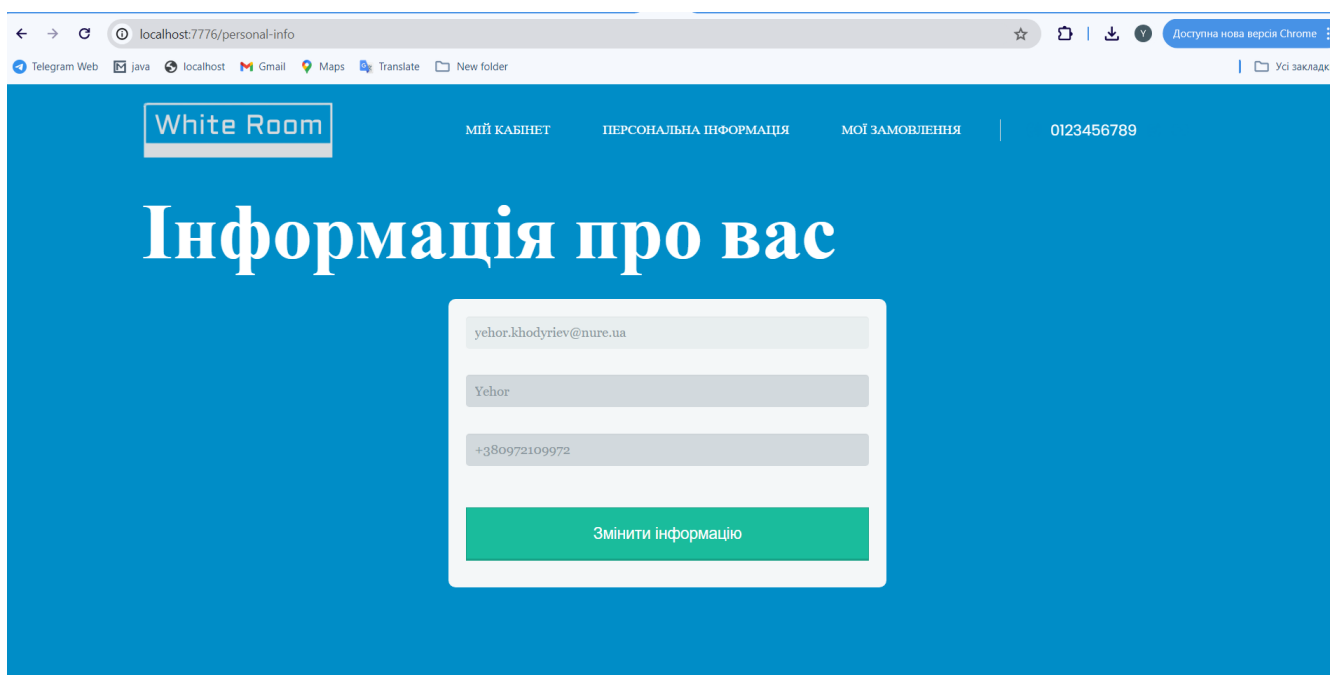 localhost:7776/personal-info
Y
Доступна нова версія Chrome
Telegram Web java localhost Gmail Maps Translate New folder Усі закладк
White Room МІЙ КАБІНЕТ ПЕРСОНАЛЬНА ІНФОРМАЦІЯ МОЇ ЗАМОВЛЕННЯ 0123456789
Інформація про вас
yehor.khodyriev@nure.ua
Yehor
+380972109972
Змінити інформацію